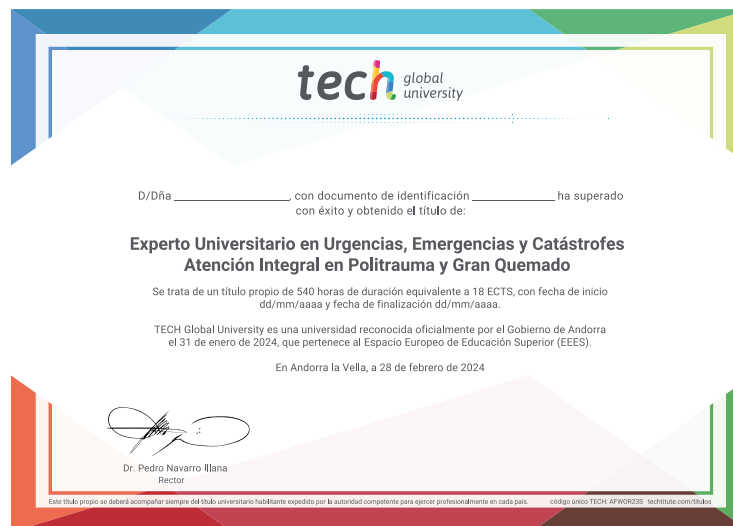 tech global university
D/Dña ____________________, con documento de identificación ______________ ha superado
con éxito y obtenido el título de:
Experto Universitario en Urgencias, Emergencias y Catástrofes
Atención Integral en Politrauma y Gran Quemado
Se trata de un título propio de 540 horas de duración equivalente a 18 ECTS, con fecha de inicio
dd/mm/aaaa y fecha de finalización dd/mm/aaaa.
TECH Global University es una universidad reconocida oficialmente por el Gobierno de Andorra
el 31 de enero de 2024, que pertenece al Espacio Europeo de Educación Superior (EEES).
En Andorra la Vella, a 28 de febrero de 2024
Dr. Pedro Navarro Illana
Rector
Este título propio se deberá acompañar siempre del título universitario habilitante expedido por la autoridad competente para ejercer profesionalmente en cada país. código único TECH: AFWOR23S techtitute.com/titulos